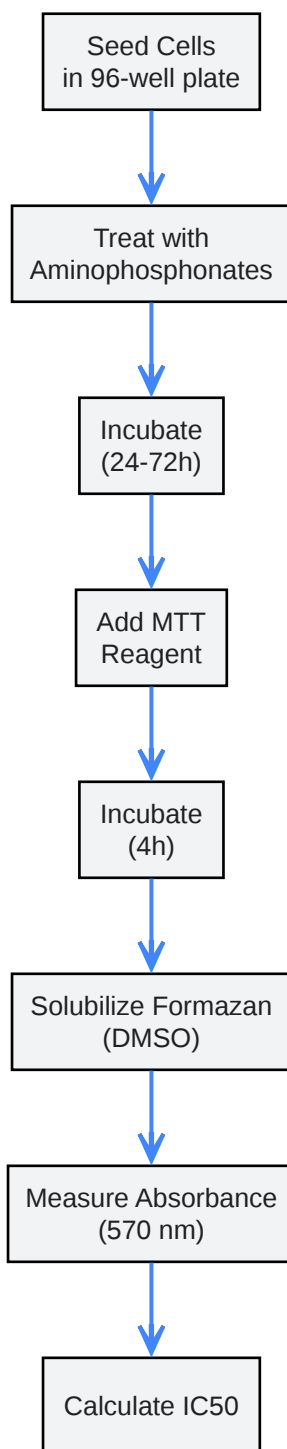 Seed Cells
in 96-well plate
Treat with
Aminophosphonates
Incubate
(24-72h)
Add MTT
Reagent
Incubate
(4h)
Solubilize Formazan
(DMSO)
Measure Absorbance
(570 nm)
Calculate IC50